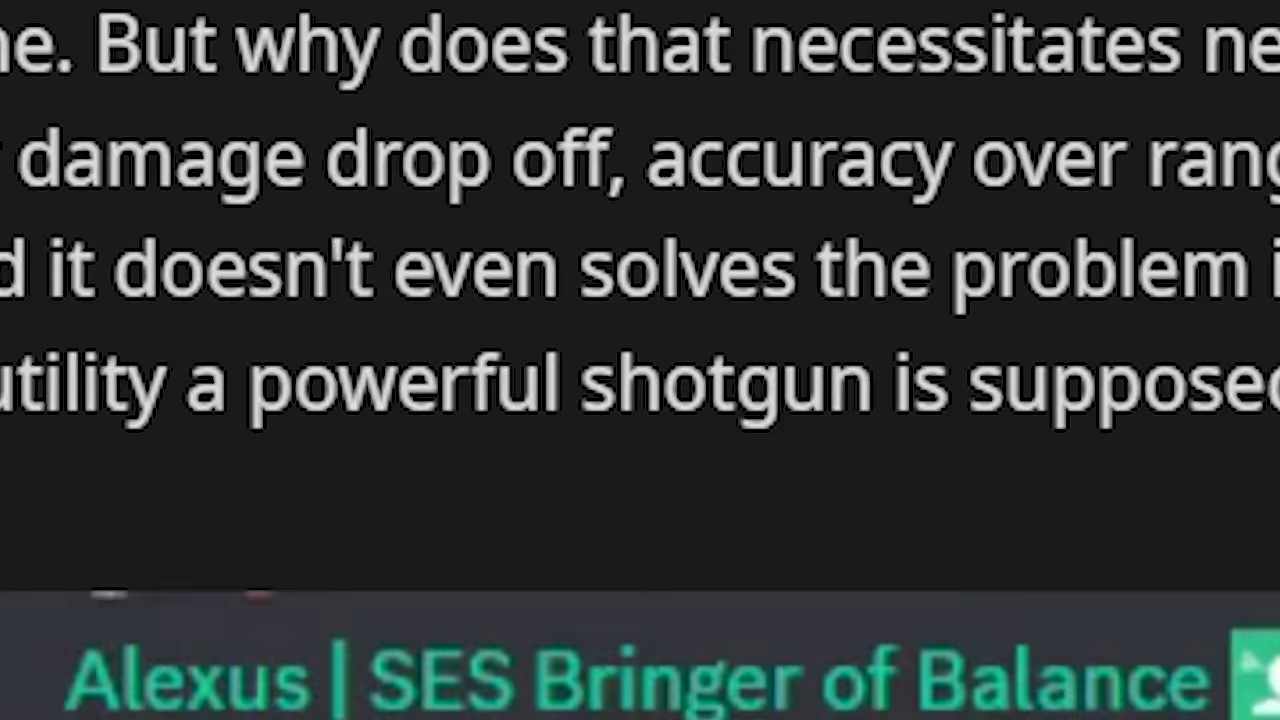 ne. But why does that necessitates ne
damage drop off, accuracy over rang
d it doesn't even solves the problem i
utility a powerful shotgun is supposed
Alexus | SES Bringer of Balance